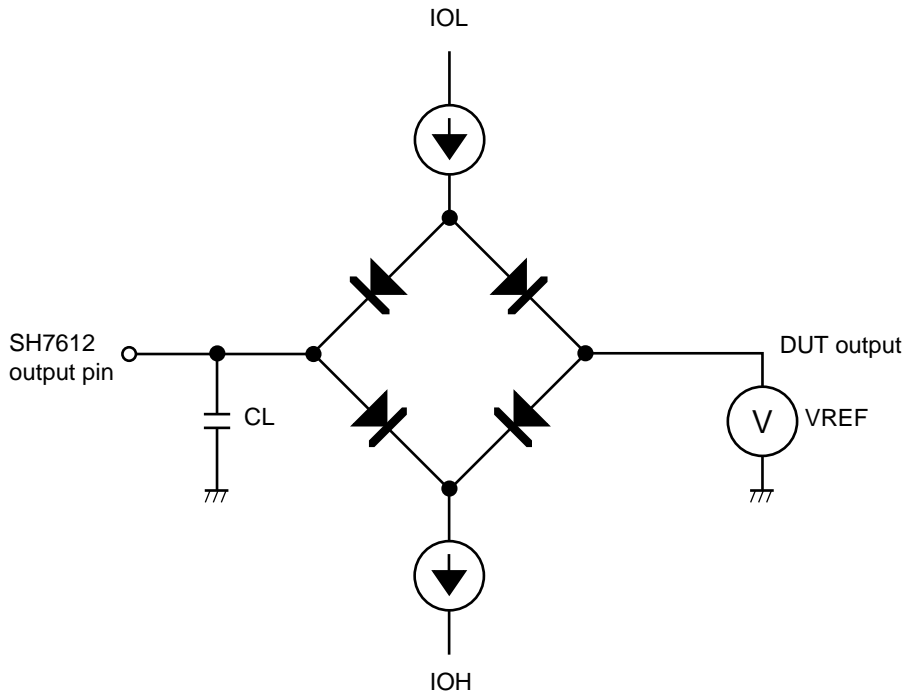 IOL
SH7612
output pin
CL
DUT output
V
VREF
IOH